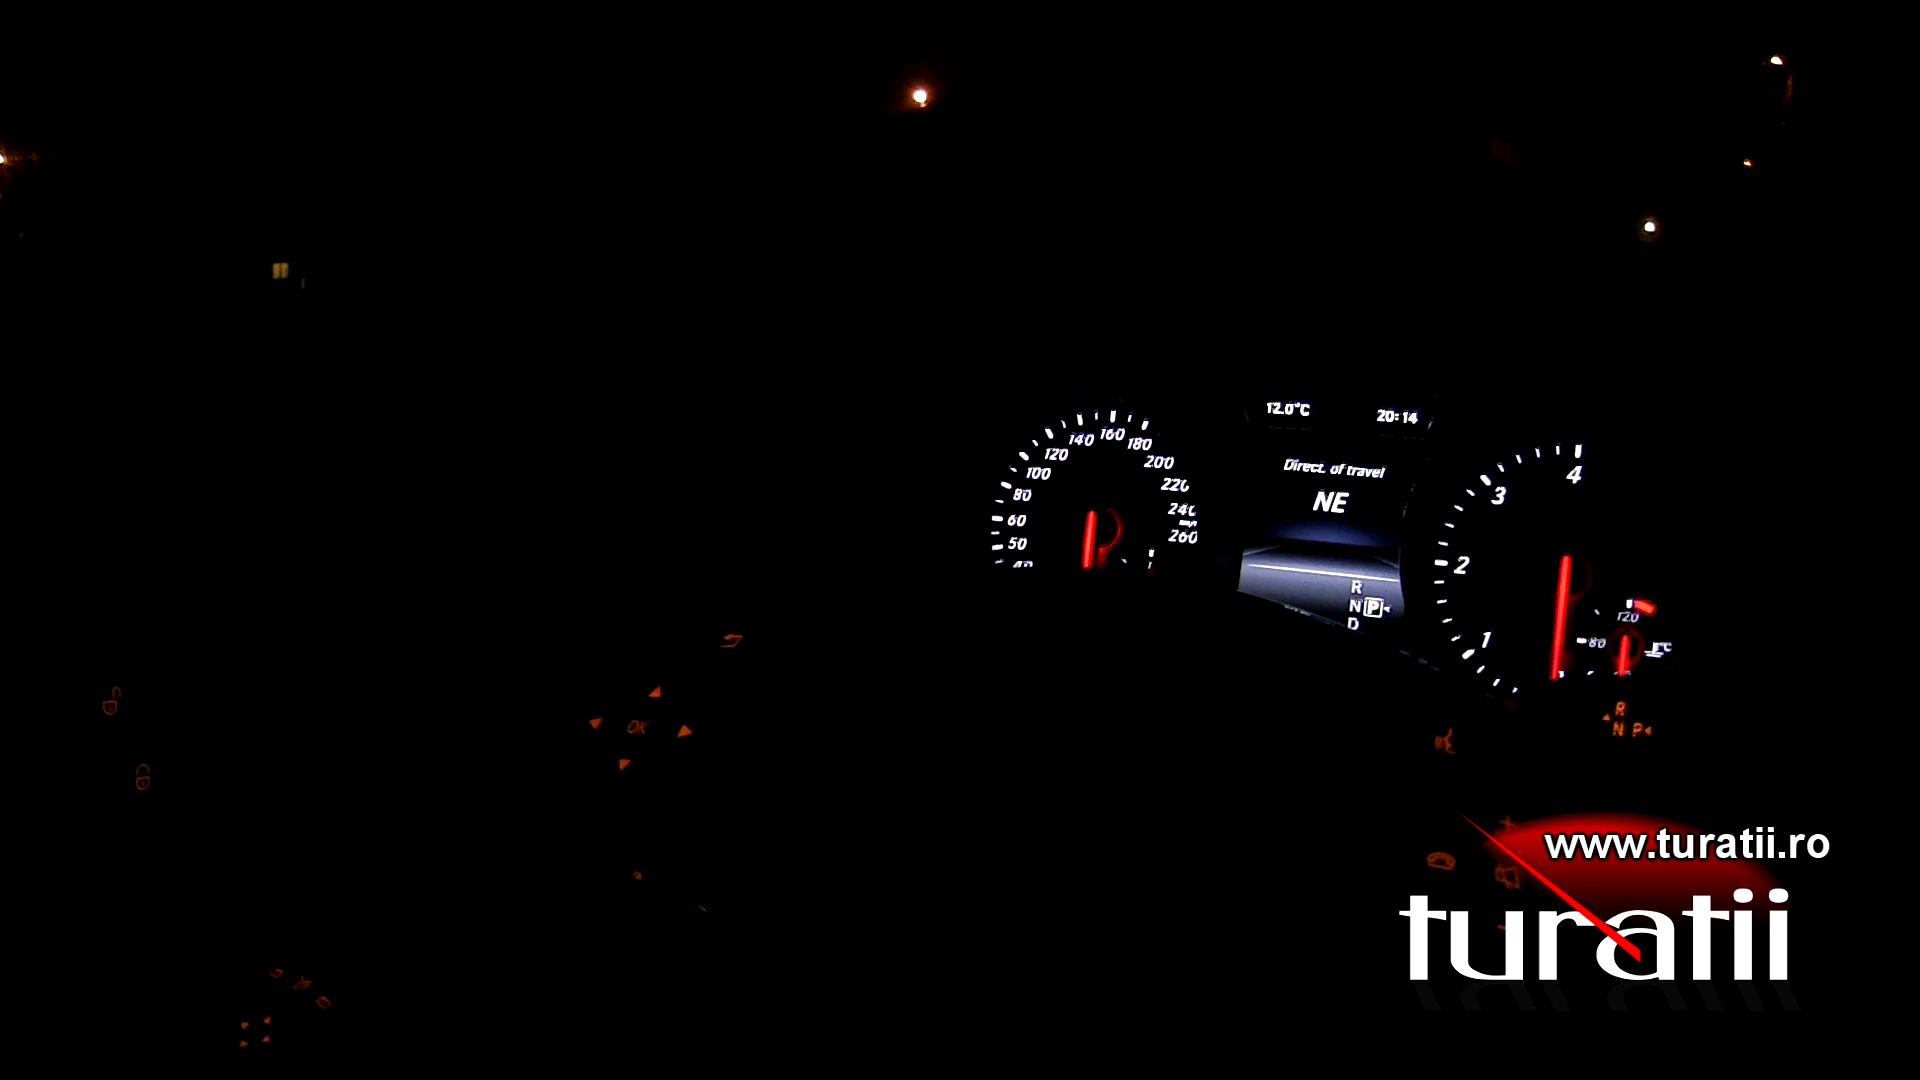 12.0°C
20:14
Direct. of travel
NE
R
N P
D
160
140
180
120
200
100
220
80
240
60
260
50
40
4
3
2
1
120
80
°C
R
N P
OK
www.turatii.ro
turatii